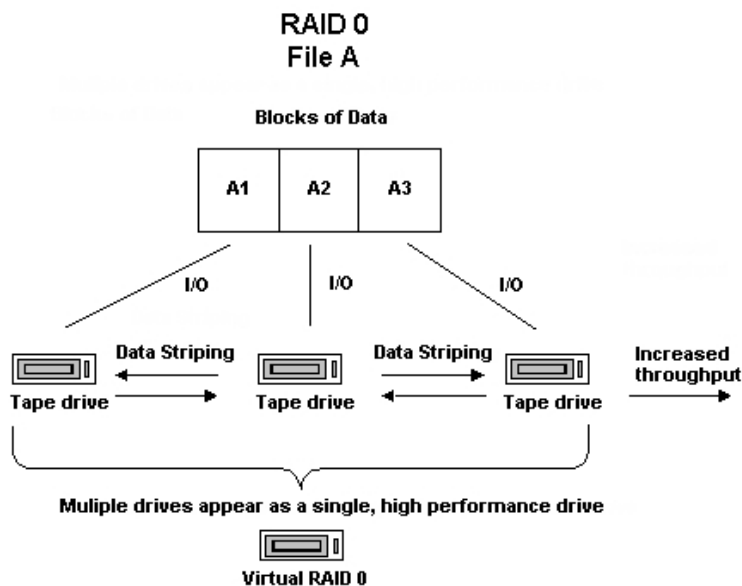 RAID 0
File A
Blocks of Data
A1 A2 A3
I/O I/O I/O
Data Striping Data Striping
Increased
throughput
Tape drive Tape drive Tape drive
Muliple drives appear as a single, high performance drive
Virtual RAID 0